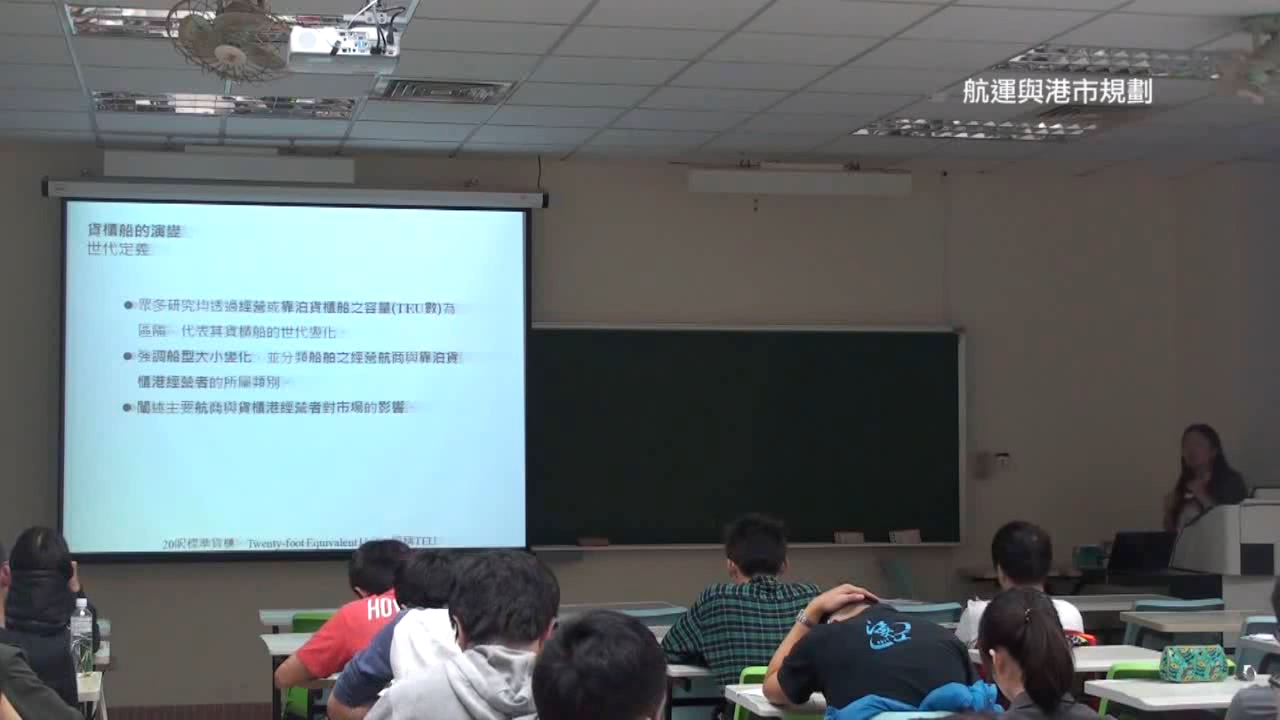 航運與港市規劃
貨櫃船的演變
世代定義
●眾多研究均透過經營或靠泊貨櫃船之容量(TEU數)為
區隔,代表其貨櫃船的世代變化。
●強調船型大小變化,並分類船舶之經營航商與靠泊貨
櫃港經營者的所屬類別。
●闡述主要航商與貨櫃港經營者對市場的影響。
20呎標準貨櫃,Twenty-foot Equivalent 簡稱TEU
HOY